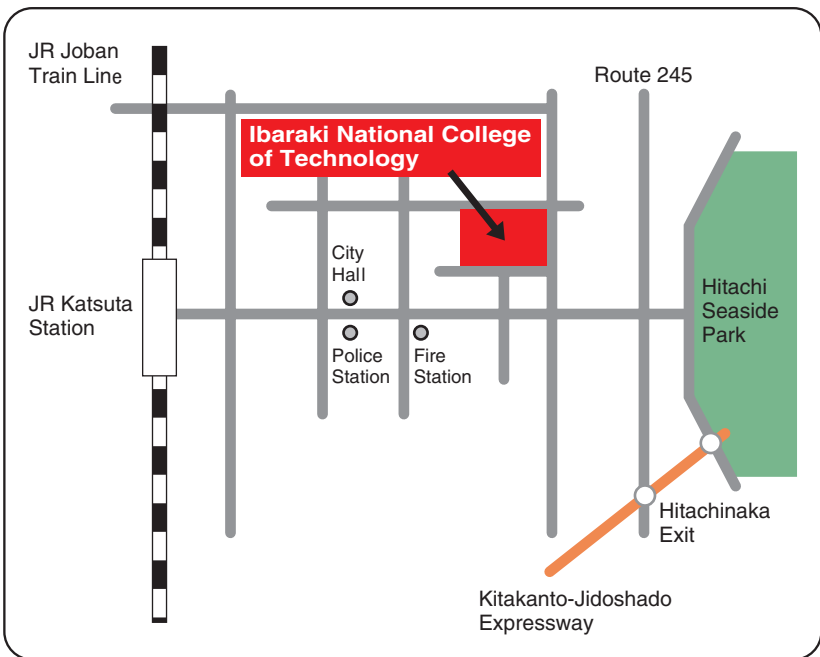 JR Joban
Train Line
Route 245
Ibaraki National College
of Technology
City
Hall
JR Katsuta
Station
Hitachi
Seaside
Park
Police
Station
Fire
Station
Hitachinaka
Exit
Kitakanto-Jidoshado
Expressway